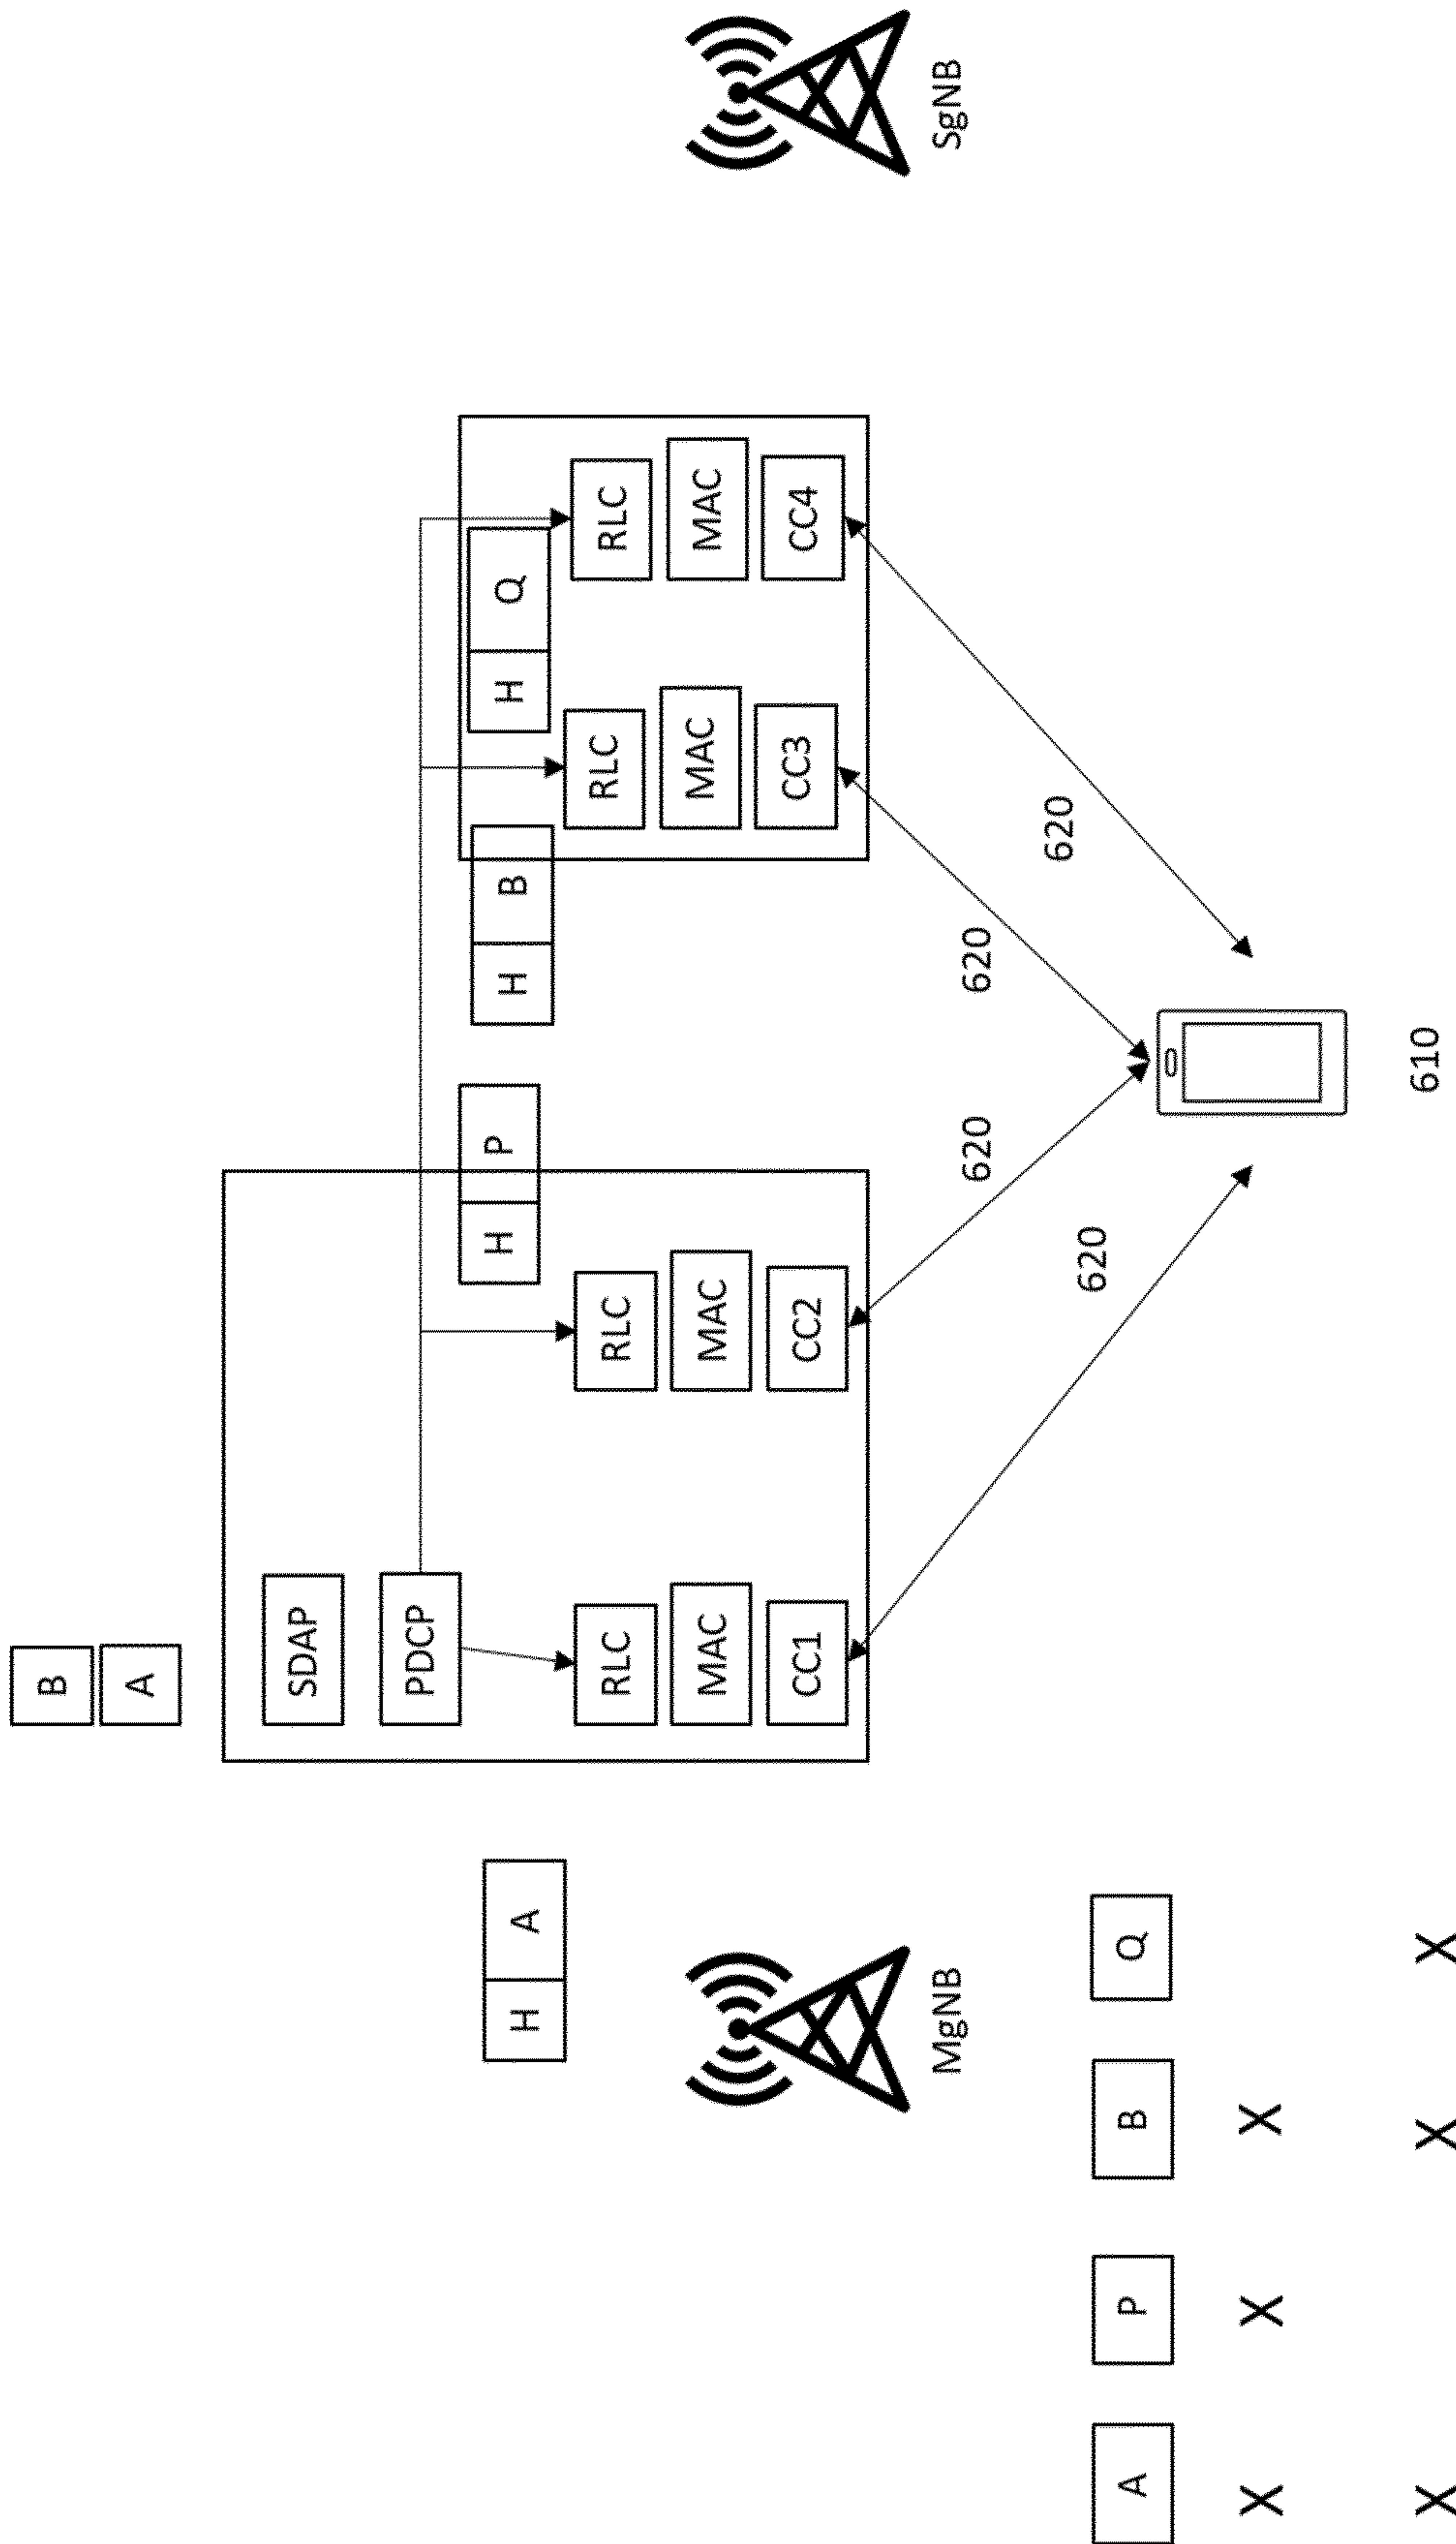 B
A
SDAP
PDCP
H A H P H B H Q
RLC RLC RLC RLC
MAC MAC MAC MAC
CC1 CC2 CC3 CC4
MgNB SgNB
620 620
620 620
A P B Q
X X X
X X X 610